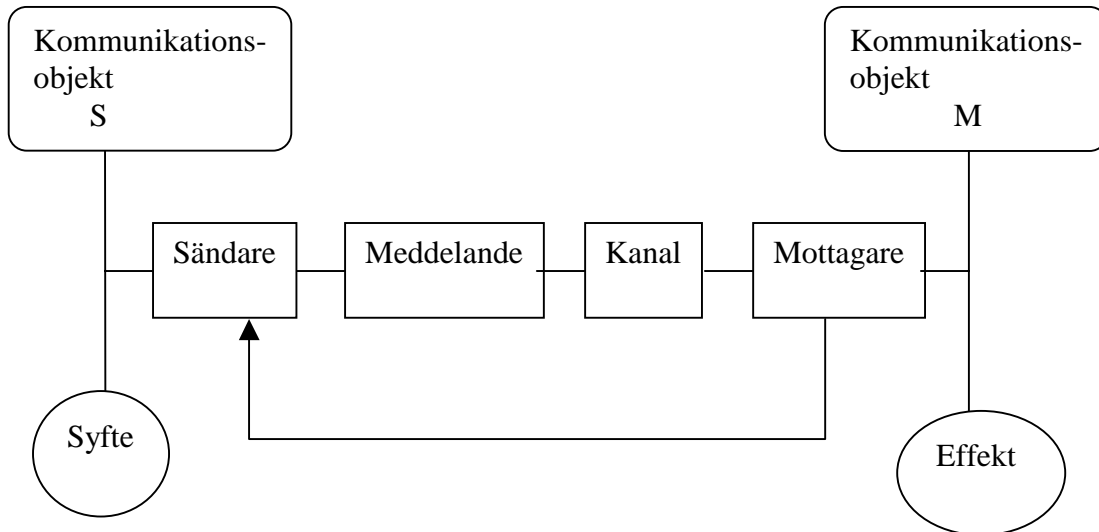 Kommunikations-
objekt
S
Kommunikations-
objekt
M
Sändare
Meddelande
Kanal
Mottagare
Syfte
Effekt